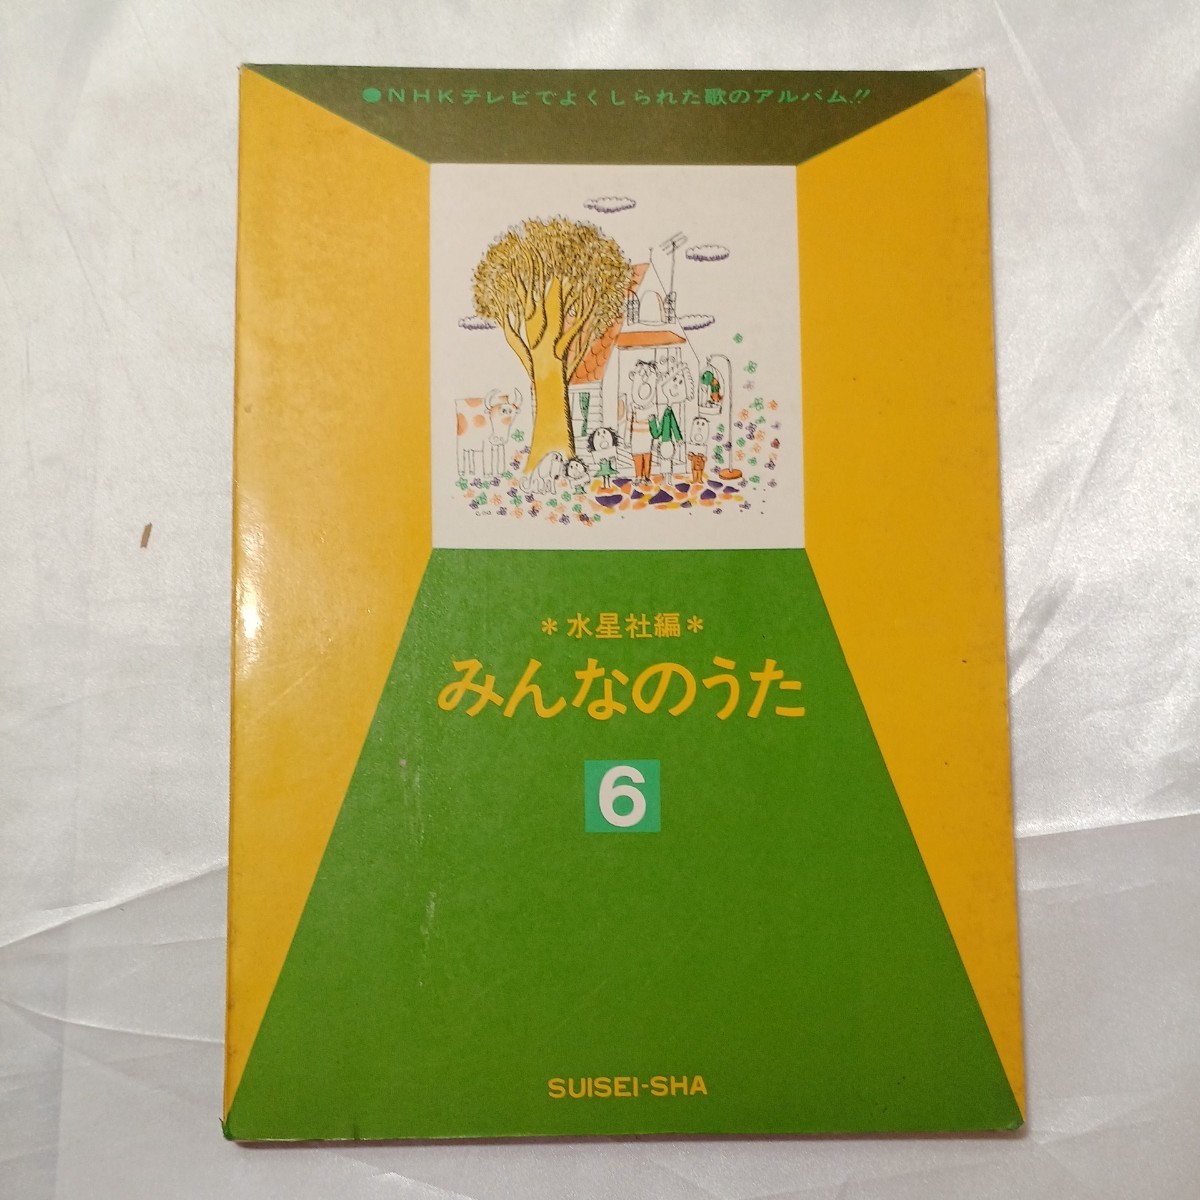 ●NHKテレビでよくしられた歌のアルバム!!
＊水星社編＊
みんなのうた
6
SUISEI-SHA